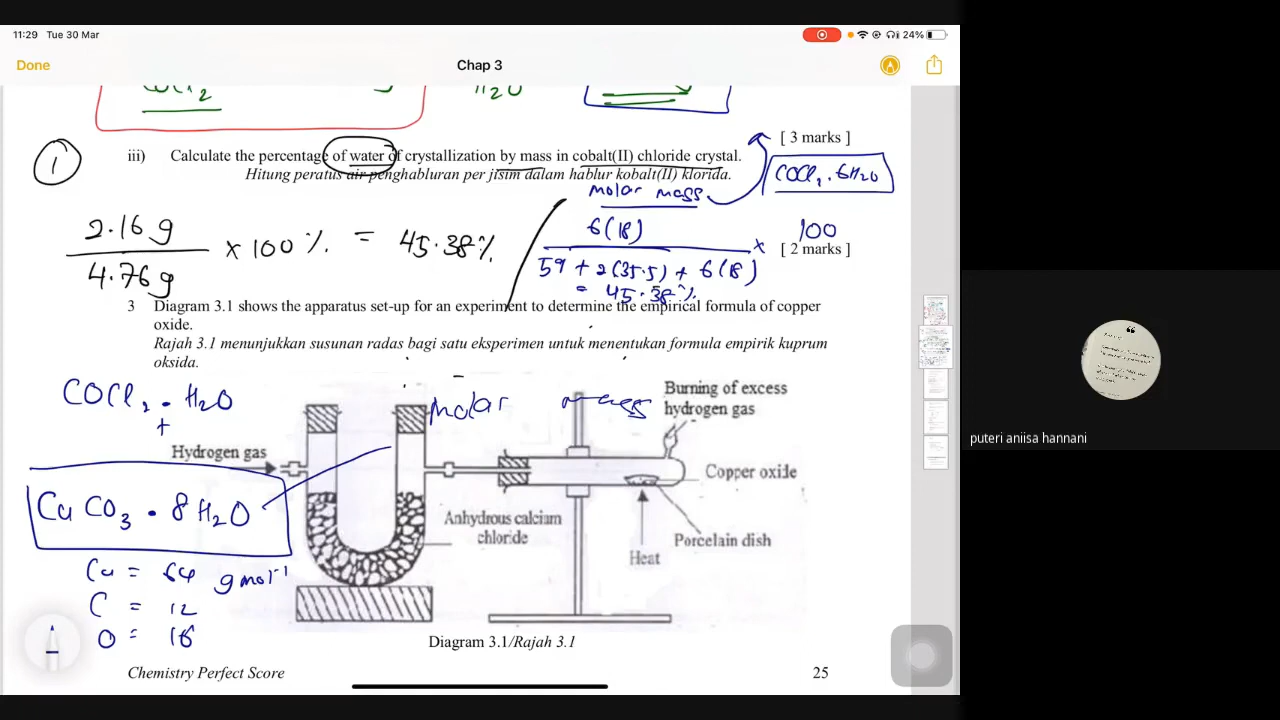 11:29 Tue 30 Mar
24%
Done
Chap 3
CoCl2
H2O
[ 3 marks ]
1
iii) Calculate the percentage of water of crystallization by mass in cobalt(II) chloride crystal.
Hitung peratus air penghabluran per jisim dalam hablur kobalt(II) klorida.
COCl2 . 6H2O
molar mass
2.16 g / 4.76 g x 100 % = 45.38 %
6(18) / 59 + 2(35.5) + 6(18) x 100
= 45.38 %
[ 2 marks ]
3 Diagram 3.1 shows the apparatus set-up for an experiment to determine the empirical formula of copper
oxide.
Rajah 3.1 menunjukkan susunan radas bagi satu eksperimen untuk menentukan formula empirik kuprum
oksida.
COCl2 . H2O
+
molar mass
Burning of excess
hydrogen gas
Hydrogen gas
Copper oxide
CuCO3 . 8H2O
Anhydrous calcium
chloride
Porcelain dish
Heat
Cu = 64 g mol-1
C = 12
O = 16
Diagram 3.1/Rajah 3.1
Chemistry Perfect Score
25
puteri aniisa hannani